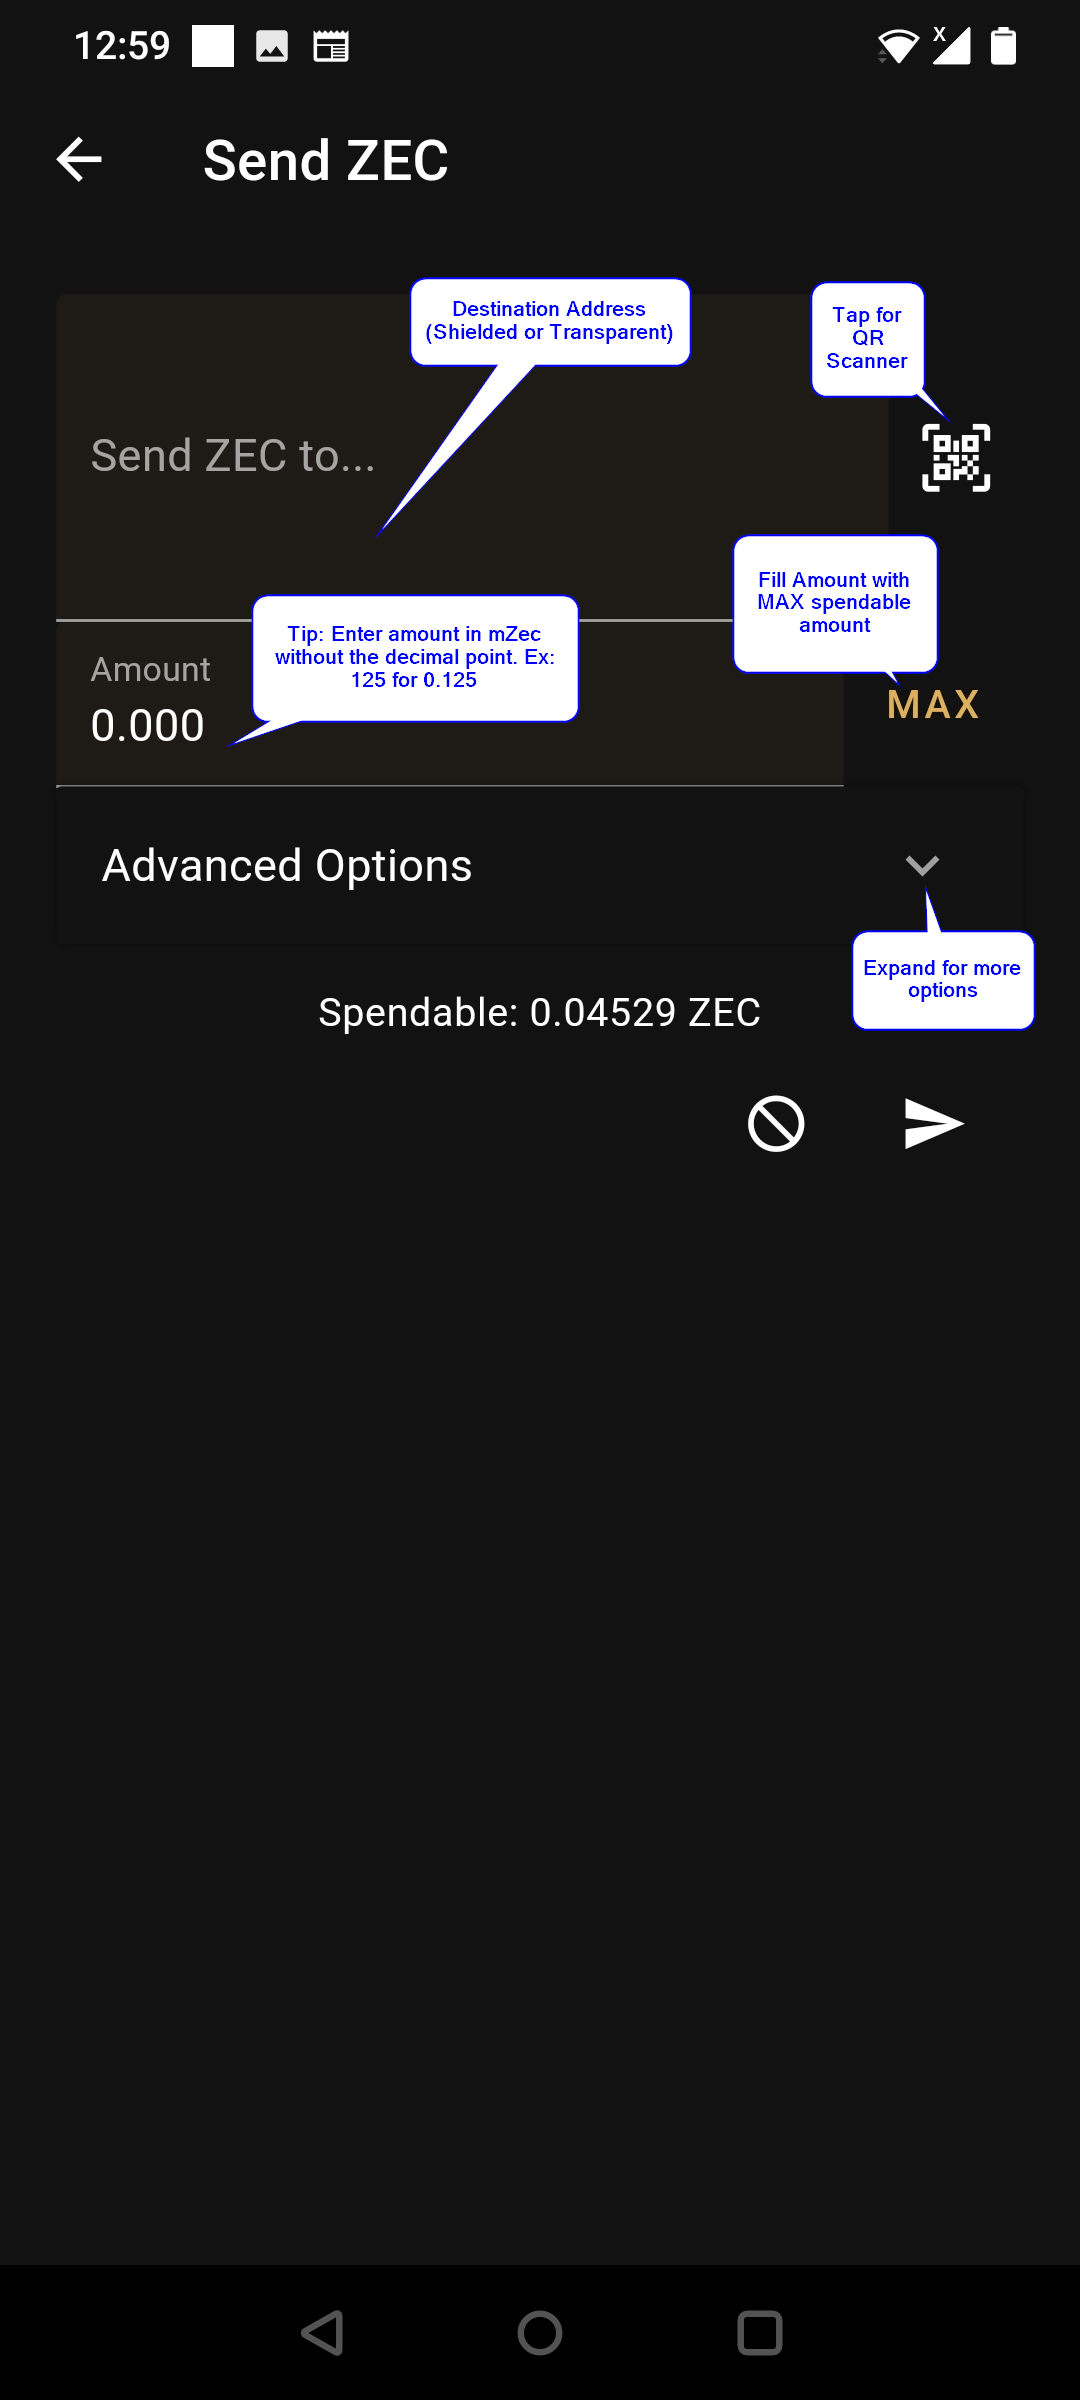 12:59
X
Send ZEC
Destination Address
(Shielded or Transparent)
Tap for
QR
Scanner
Send ZEC to...
Fill Amount with
MAX spendable
amount
Tip: Enter amount in mZec
without the decimal point. Ex:
125 for 0.125
Amount
0.000
MAX
Advanced Options
Expand for more
options
Spendable: 0.04529 ZEC